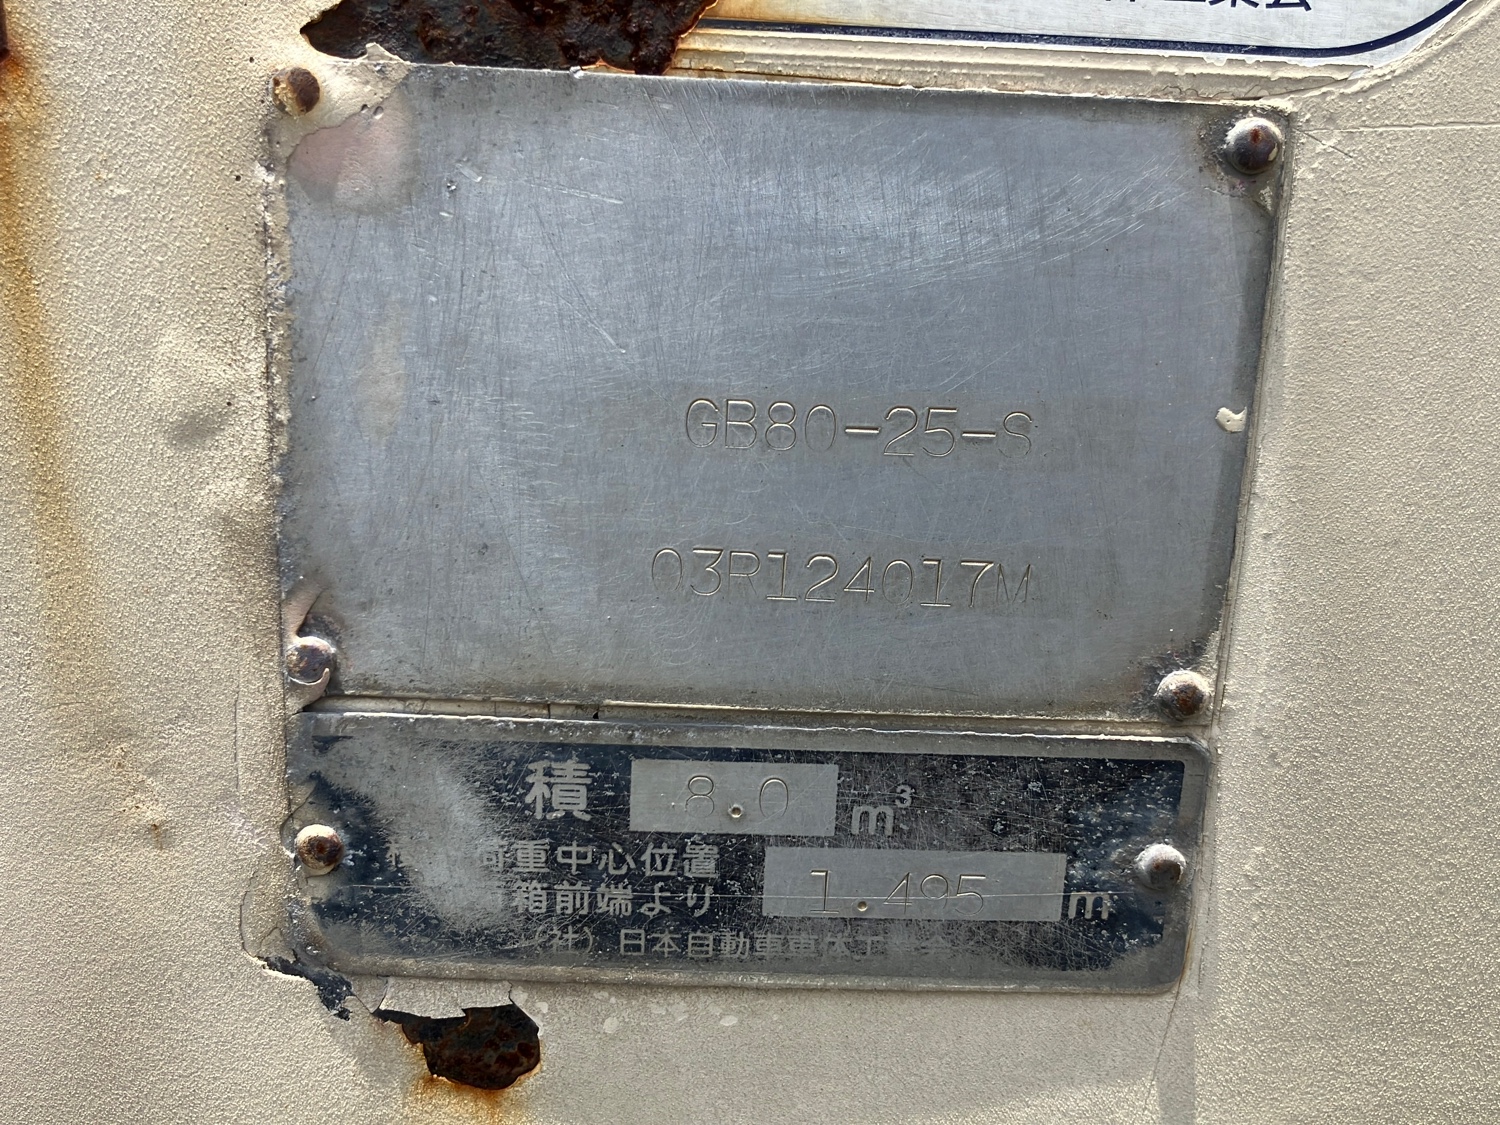 GB80-25-S
03R124017M
積 8.0 m³
荷重中心位置
箱前端より 1.495 m
(社) 日本自動車車体工業会